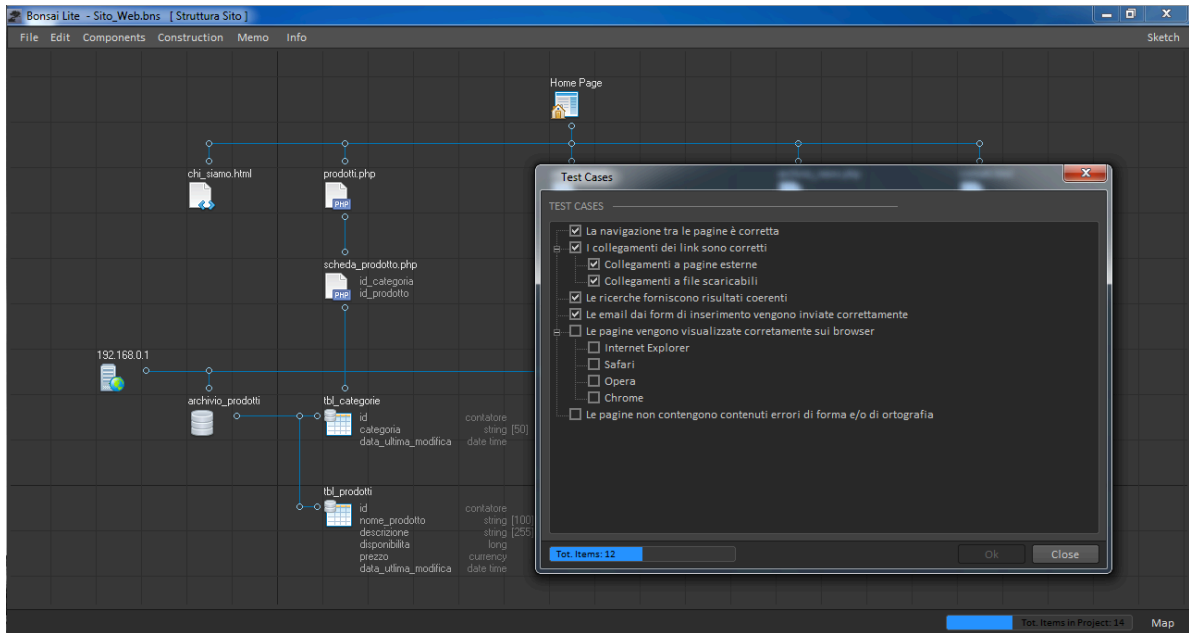 Bonsai Lite - Sito_Web.bns [ Struttura Sito ]
File Edit Components Construction Memo Info Sketch
Home Page
chi_siamo.html
prodotti.php
scheda_prodotto.php
id_categoria
id_prodotto
192.168.0.1
archivio_prodotti
tbl_categorie
id contatore
categoria string [50]
data_ultima_modifica date time
tbl_prodotti
id contatore
nome_prodotto string [100]
descrizione string [255]
disponibilita long
prezzo currency
data_utlima_modifica date time
Test Cases
TEST CASES
La navigazione tra le pagine è corretta
I collegamenti dei link sono corretti
Collegamenti a pagine esterne
Collegamenti a file scaricabili
Le ricerche forniscono risultati coerenti
Le email dai form di inserimento vengono inviate correttamente
Le pagine vengono visualizzate corretamente sui browser
Internet Explorer
Safari
Opera
Chrome
Le pagine non contengono contenuti errori di forma e/o di ortografia
Tot. Items: 12
Ok Close
Tot. Items in Project: 14 Map